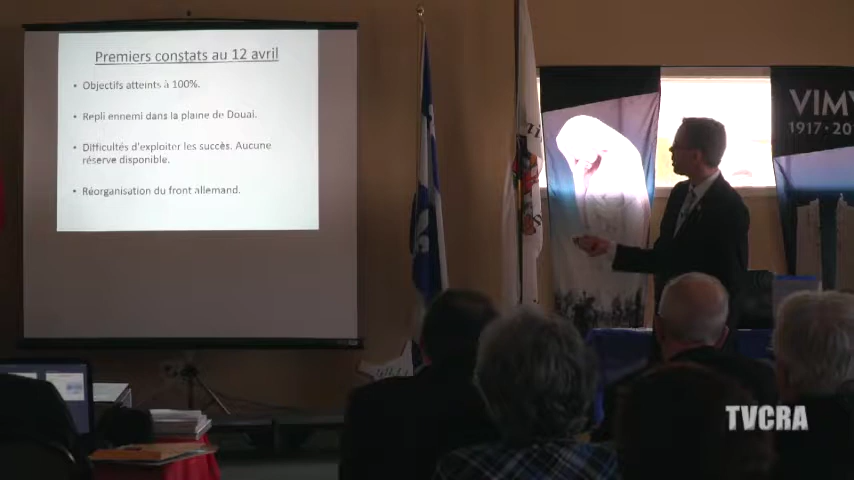 Premiers constats au 12 avril
• Objectifs atteints à 100%.
• Repli ennemi dans la plaine de Douai.
• Difficultés d'exploiter les succès. Aucune
réserve disponible.
• Réorganisation du front allemand.
VIMY
1917 · 20
TVCRA